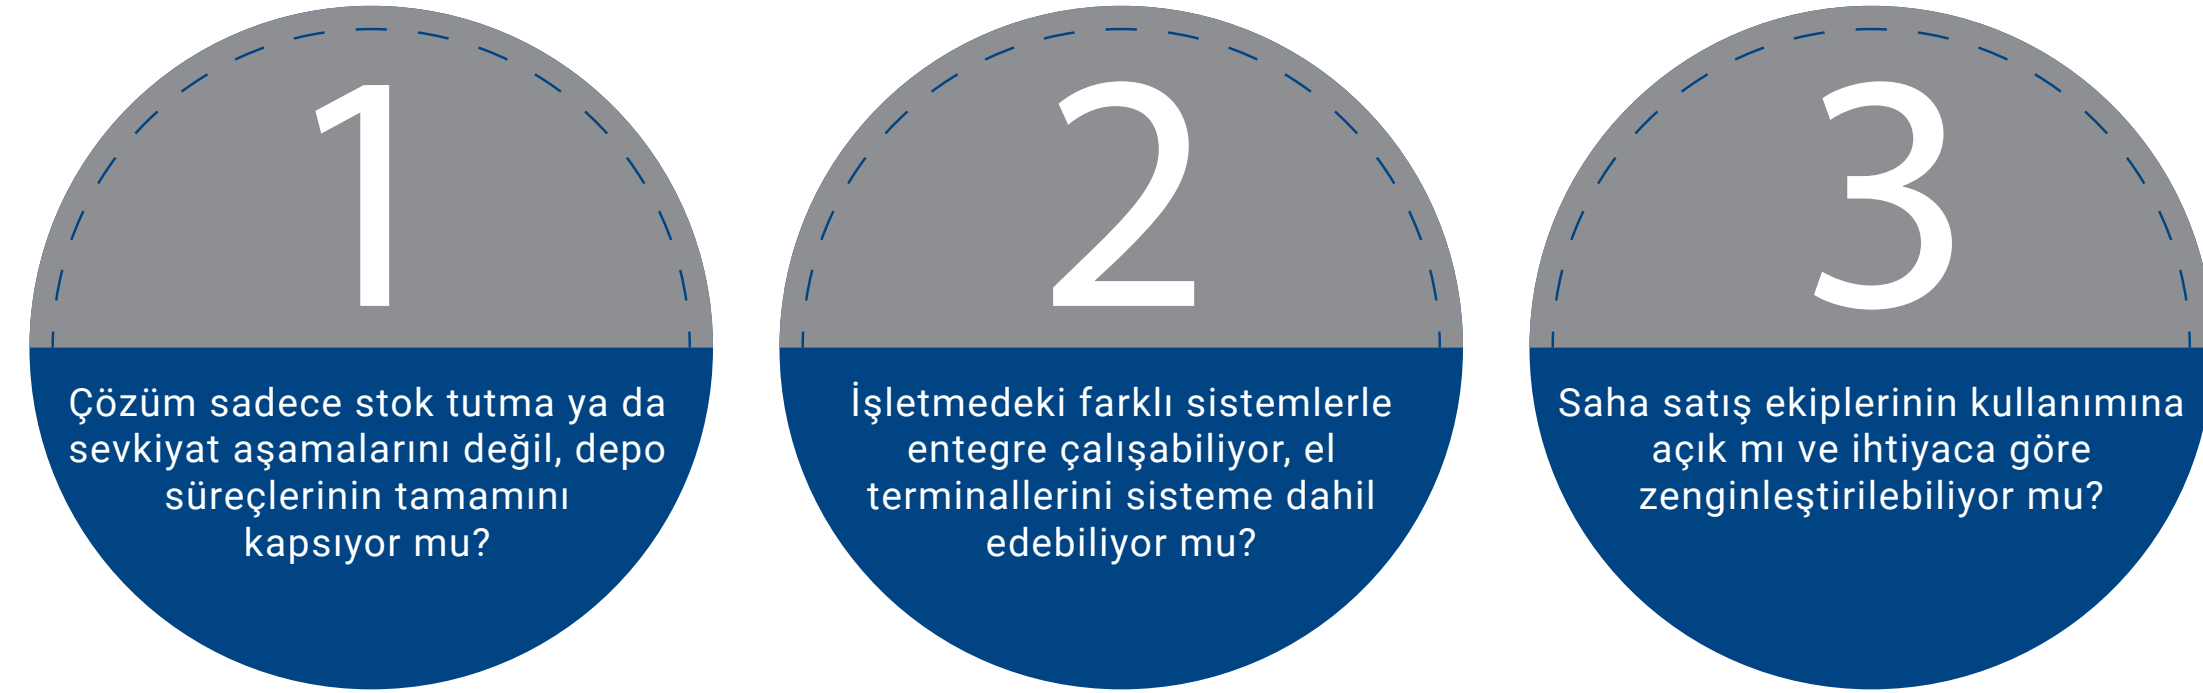 1
Çözüm sadece stok tutma ya da
sevkiyat aşamalarını değil, depo
süreçlerinin tamamını
kapsıyor mu?
2
İşletmedeki farklı sistemlerle
entegre çalışabiliyor, el
terminallerini sisteme dahil
edebiliyor mu?
3
Saha satış ekiplerinin kullanımına
açık mı ve ihtiyaca göre
zenginleştirilebiliyor mu?